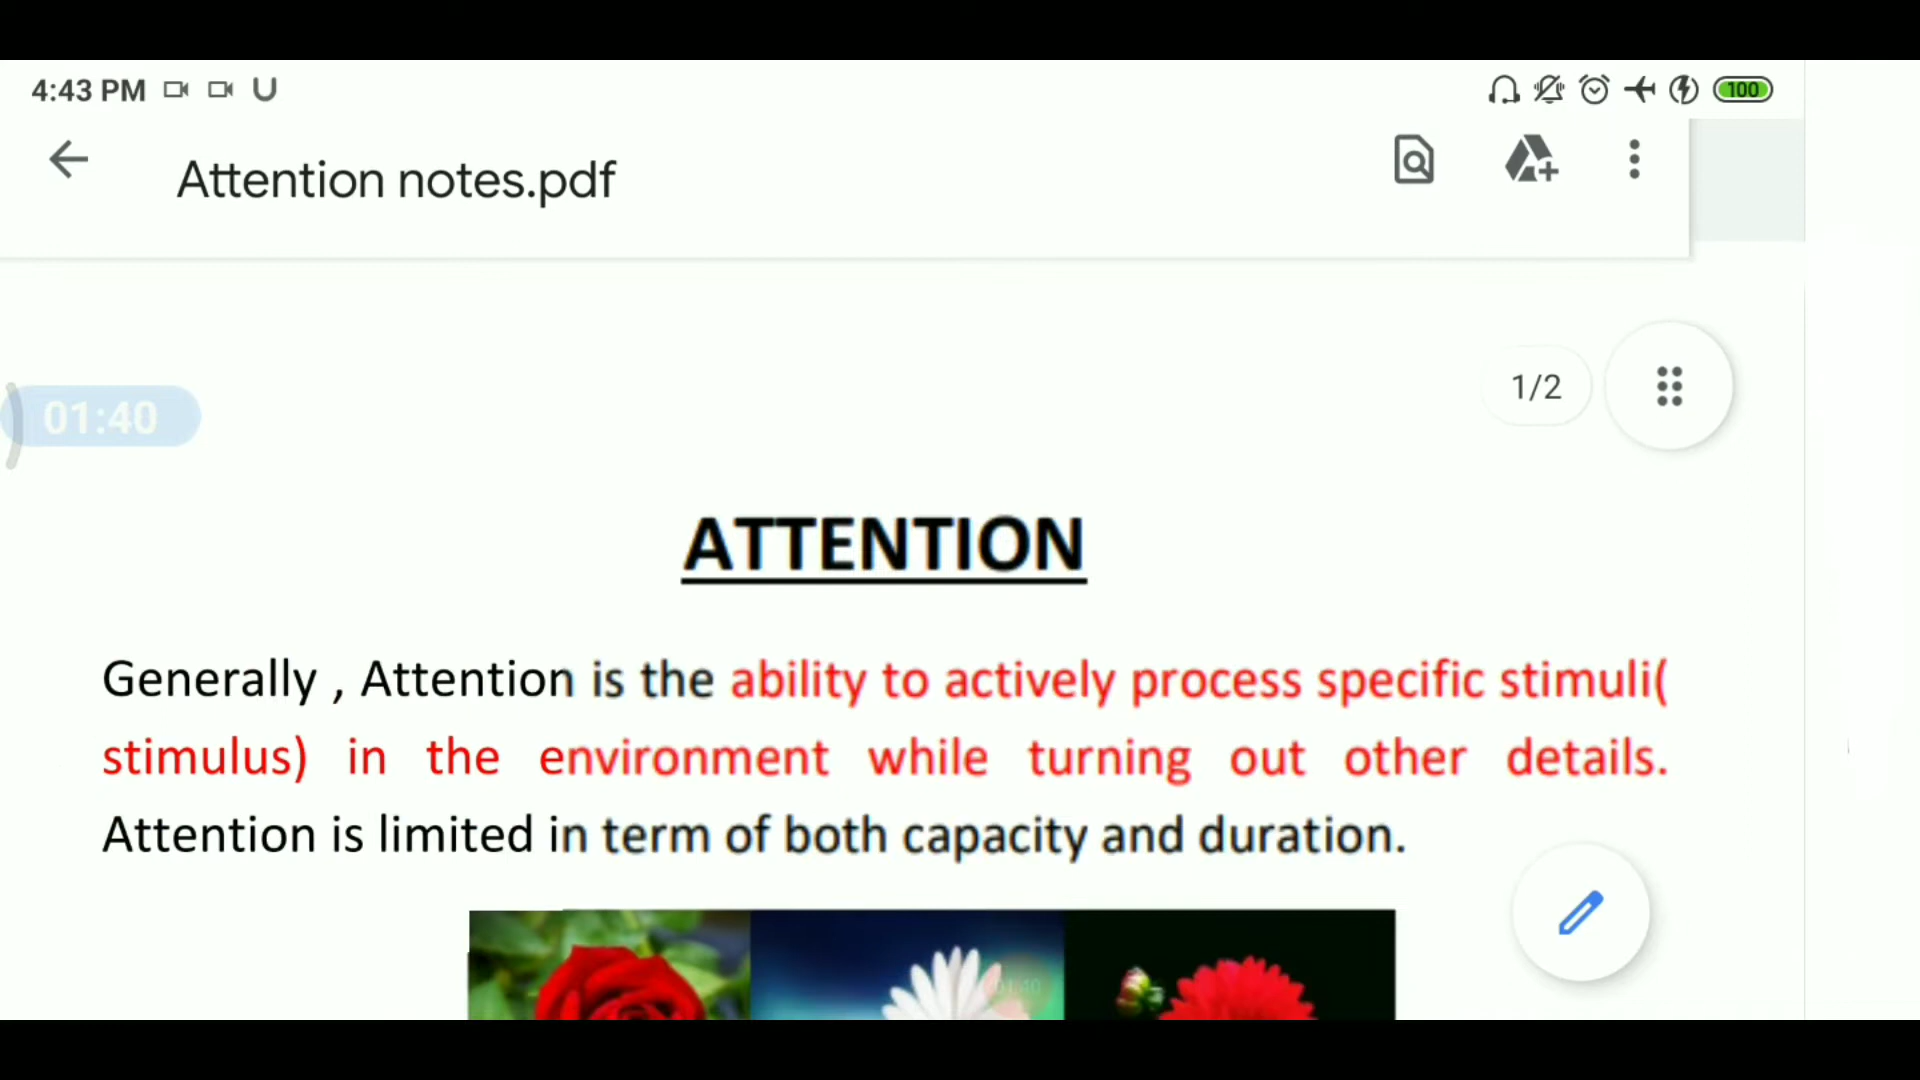 4:43 PM
100
Attention notes.pdf
1/2
01:40
ATTENTION
Generally , Attention is the ability to actively process specific stimuli(
stimulus) in the environment while turning out other details.
Attention is limited in term of both capacity and duration.
01:40